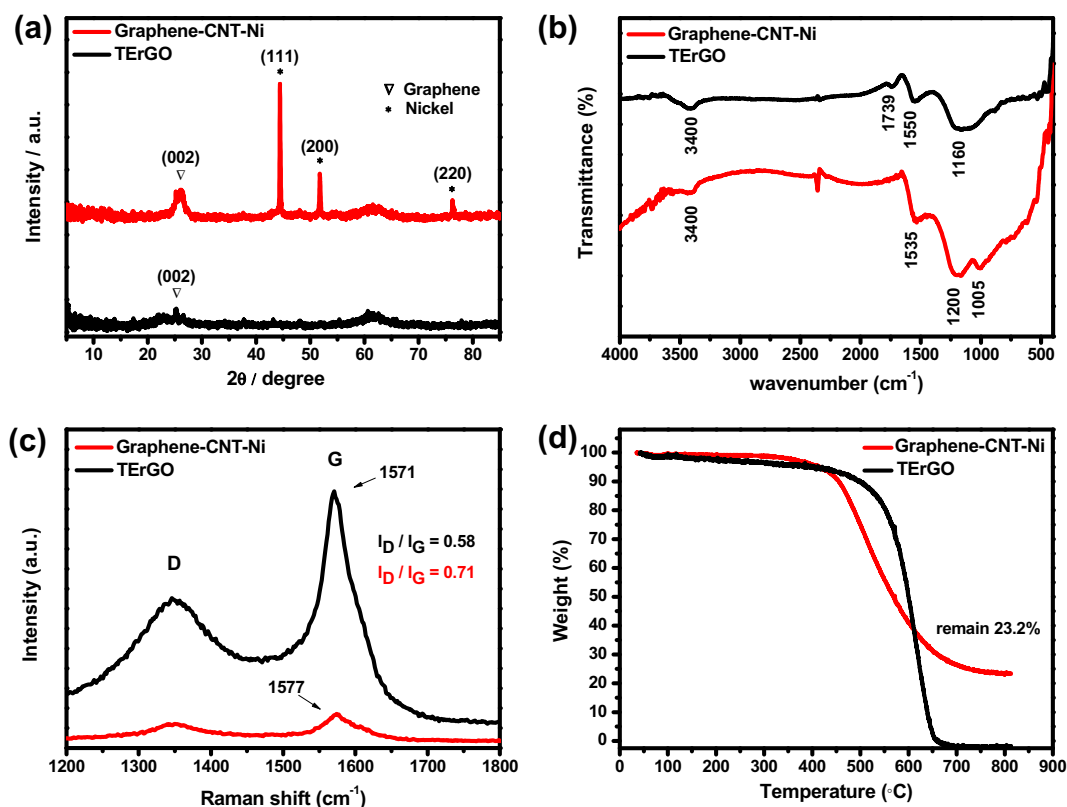 (a)
Graphene-CNT-Ni
TErGO
(111)
▽ Graphene
* Nickel
(002)
(200)
(220)
(002)
Intensity / a.u.
10 20 30 40 50 60 70 80
2θ / degree
(b)
Graphene-CNT-Ni
TErGO
3400
1739
1550
1160
3400
1535
1200
1005
Transmittance (%)
4000 3500 3000 2500 2000 1500 1000 500
wavenumber (cm⁻¹)
(c)
Graphene-CNT-Ni
TErGO
G
1571
D
I_D / I_G = 0.58
I_D / I_G = 0.71
1577
Intensity (a.u.)
1200 1300 1400 1500 1600 1700 1800
Raman shift (cm⁻¹)
(d)
Graphene-CNT-Ni
TErGO
100
90
80
70
60
50
40
30
20
10
0
remain 23.2%
Weight (%)
0 100 200 300 400 500 600 700 800 900
Temperature (◦C)